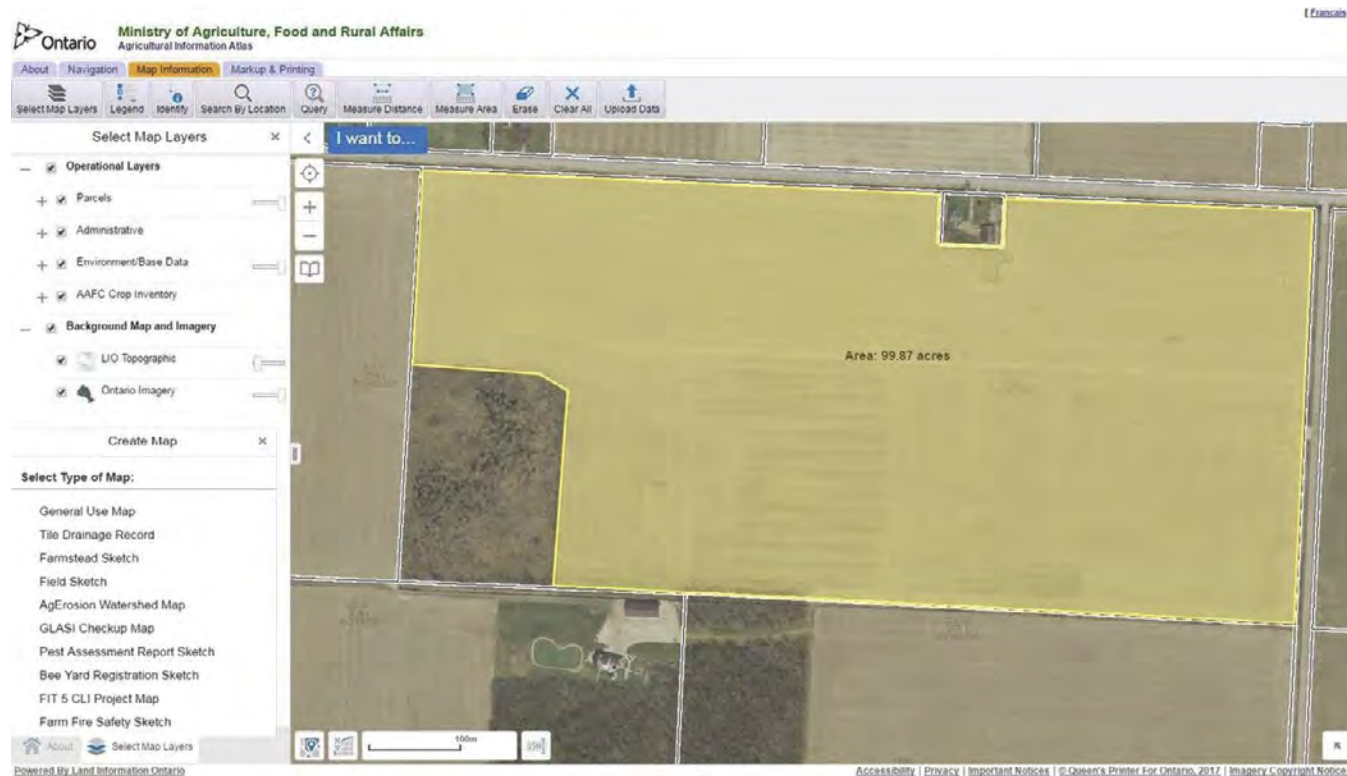 [ Français
Ontario
Ministry of Agriculture, Food and Rural Affairs
Agricultural Information Atlas
About Navigation Map Information Markup & Printing
Select Map Layers Legend Identify Search By Location Query Measure Distance Measure Area Erase Clear All Upload Data
Select Map Layers
I want to...
Operational Layers
Parcels
Administrative
Environment/Base Data
AAFC Crop Inventory
Background Map and Imagery
LIO Topographic
Ontario Imagery
Area: 99.87 acres
Create Map
Select Type of Map:
General Use Map
Tile Drainage Record
Farmstead Sketch
Field Sketch
AgErosion Watershed Map
GLASI Checkup Map
Pest Assessment Report Sketch
Bee Yard Registration Sketch
FIT 5 CLI Project Map
Farm Fire Safety Sketch
About Select Map Layers
100m
Powered By Land Information Ontario
Accessibility | Privacy | Important Notices | © Queen's Printer For Ontario, 2017 | Imagery Copyright Notice